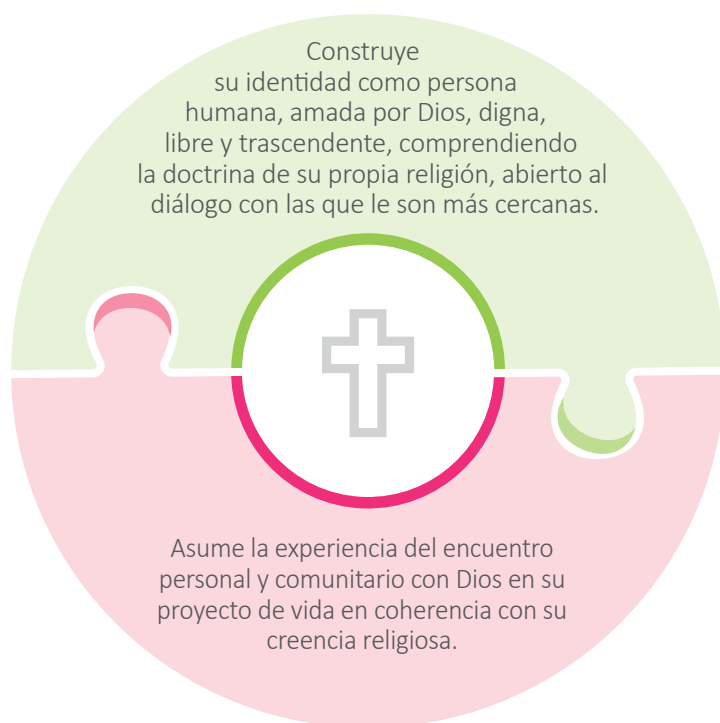 Construye
su identidad como persona
humana, amada por Dios, digna,
libre y trascendente, comprendiendo
la doctrina de su propia religión, abierto al
diálogo con las que le son más cercanas.
Asume la experiencia del encuentro
personal y comunitario con Dios en su
proyecto de vida en coherencia con su
creencia religiosa.